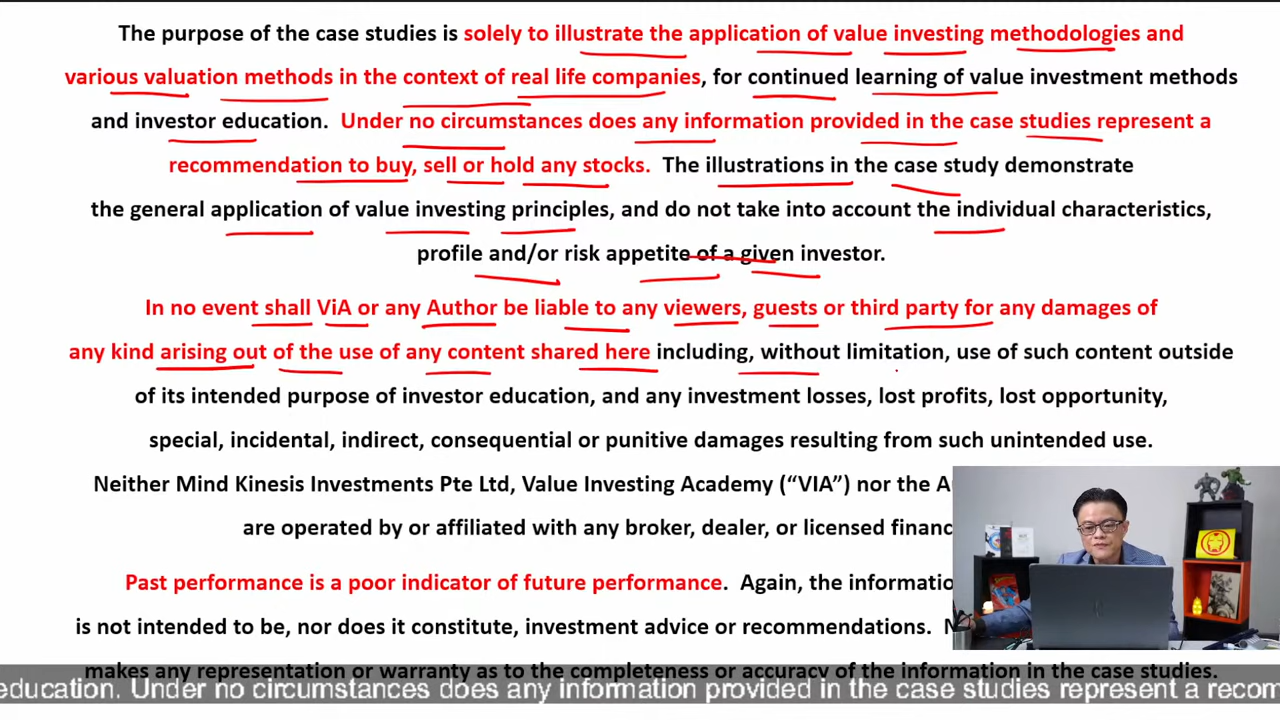 The purpose of the case studies is solely to illustrate the application of value investing methodologies and
various valuation methods in the context of real life companies, for continued learning of value investment methods
and investor education. Under no circumstances does any information provided in the case studies represent a
recommendation to buy, sell or hold any stocks. The illustrations in the case study demonstrate
the general application of value investing principles, and do not take into account the individual characteristics,
profile and/or risk appetite of a given investor.
In no event shall ViA or any Author be liable to any viewers, guests or third party for any damages of
any kind arising out of the use of any content shared here including, without limitation, use of such content outside
of its intended purpose of investor education, and any investment losses, lost profits, lost opportunity,
special, incidental, indirect, consequential or punitive damages resulting from such unintended use.
Neither Mind Kinesis Investments Pte Ltd, Value Investing Academy (“VIA”) nor the
are operated by or affiliated with any broker, dealer, or licensed
Past performance is a poor indicator of future performance. Again, the
is not intended to be, nor does it constitute, investment advice or recommendations.
makes any representation or warranty as to the completeness or accuracy of the information in the case studies.
education. Under no circumstances does any information provided in the case studies represent a